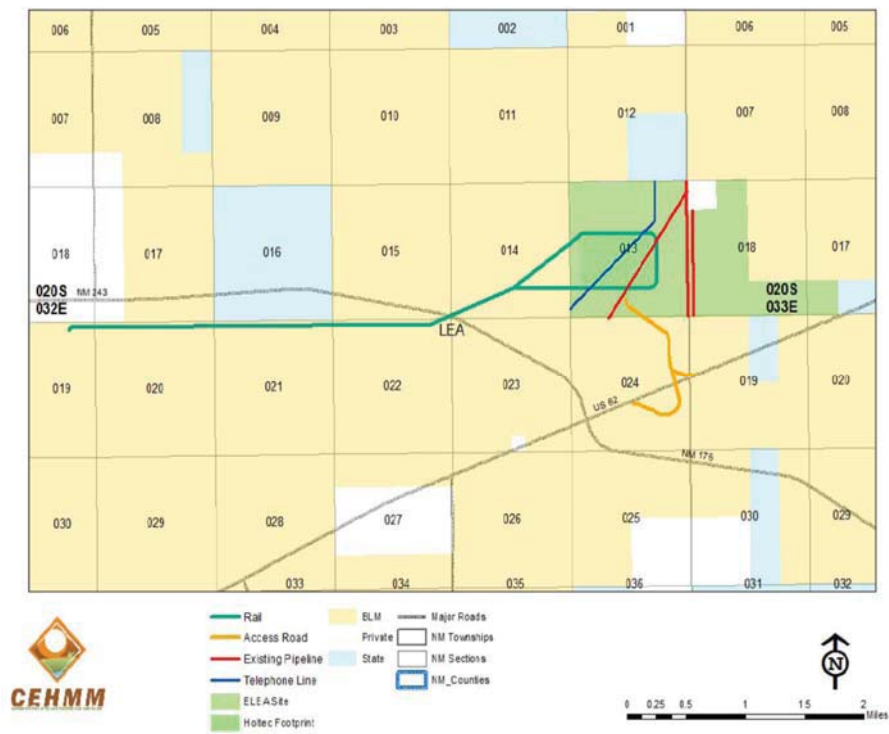 006 005 004 003 002 001 006 005
007 008 009 010 011 012 007 008
018 017 016 015 014 013 018 017
020S NM 243
032E
020S
033E
LEA
019 020 021 022 023 024 019 020
US 62
NM 176
030 029 028 027 026 025 030 029
033 034 035 036 031 032
Rail BLM Major Roads
Access Road Private NM Townships
Existing Pipeline State NM Sections
Telephone Line NM_Counties
ELEASite
Holtec Footprint
CEHMM
N
0 0.25 0.5 1 1.5 2
Miles